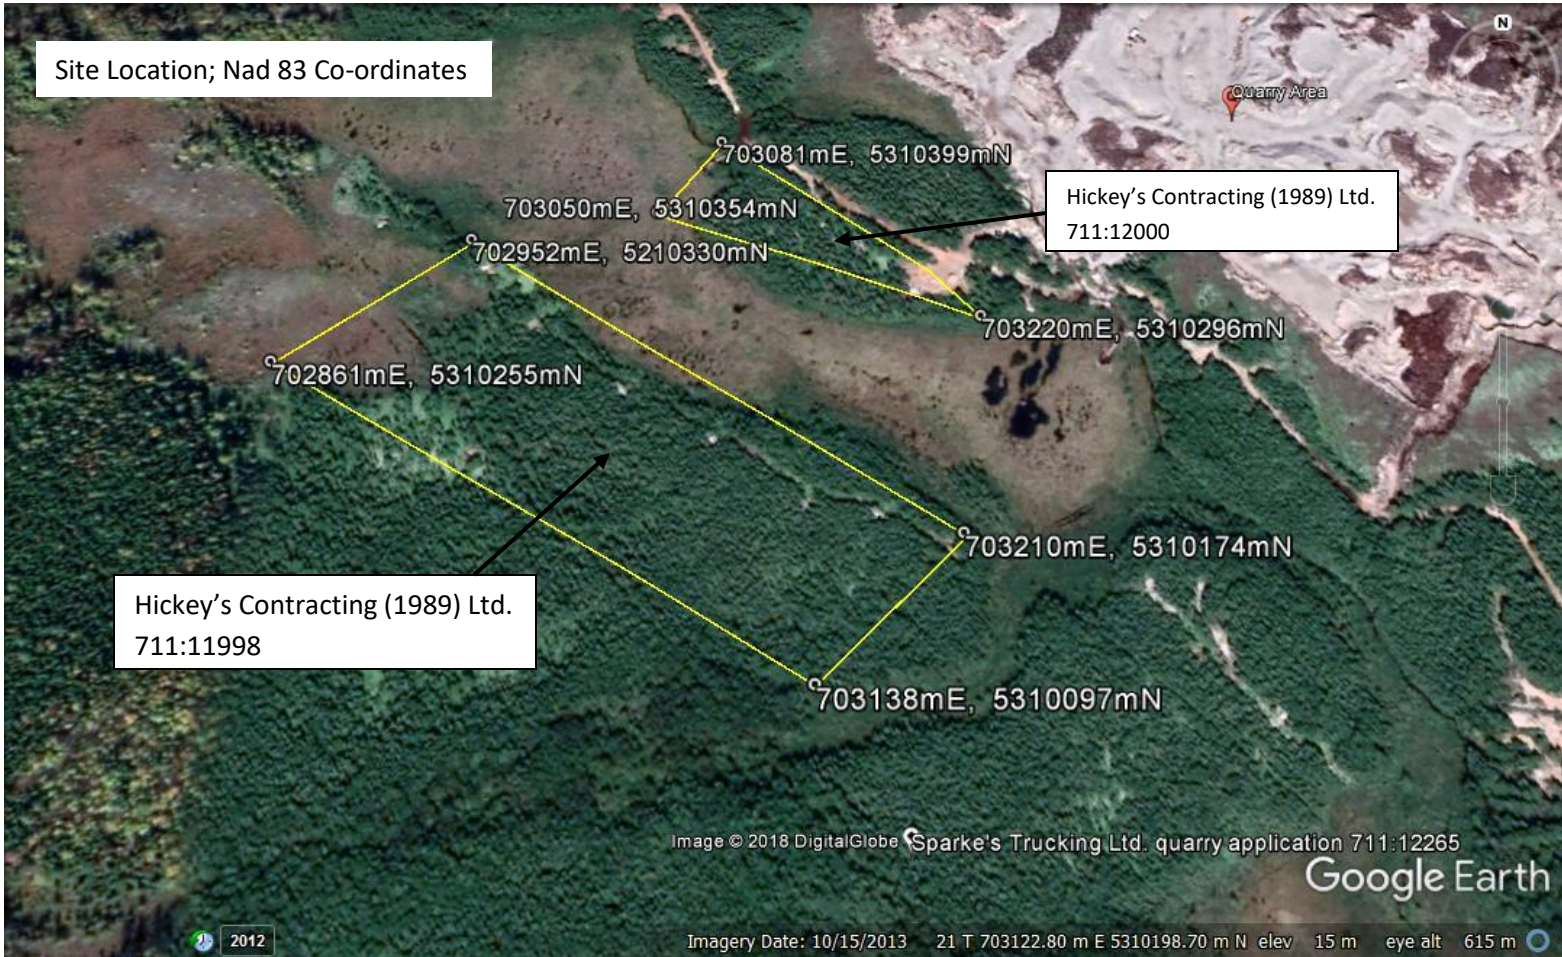 N
Site Location; Nad 83 Co-ordinates
Quarry Area
703081mE, 5310399mN
Hickey's Contracting (1989) Ltd.
711:12000
703050mE, 5310354mN
702952mE, 5210330mN
703220mE, 5310296mN
702861mE, 5310255mN
703210mE, 5310174mN
Hickey's Contracting (1989) Ltd.
711:11998
703138mE, 5310097mN
Image © 2018 DigitalGlobe
Sparke's Trucking Ltd. quarry application 711:12265
Google Earth
2012
Imagery Date: 10/15/2013 21 T 703122.80 m E 5310198.70 m N elev 15 m eye alt 615 m